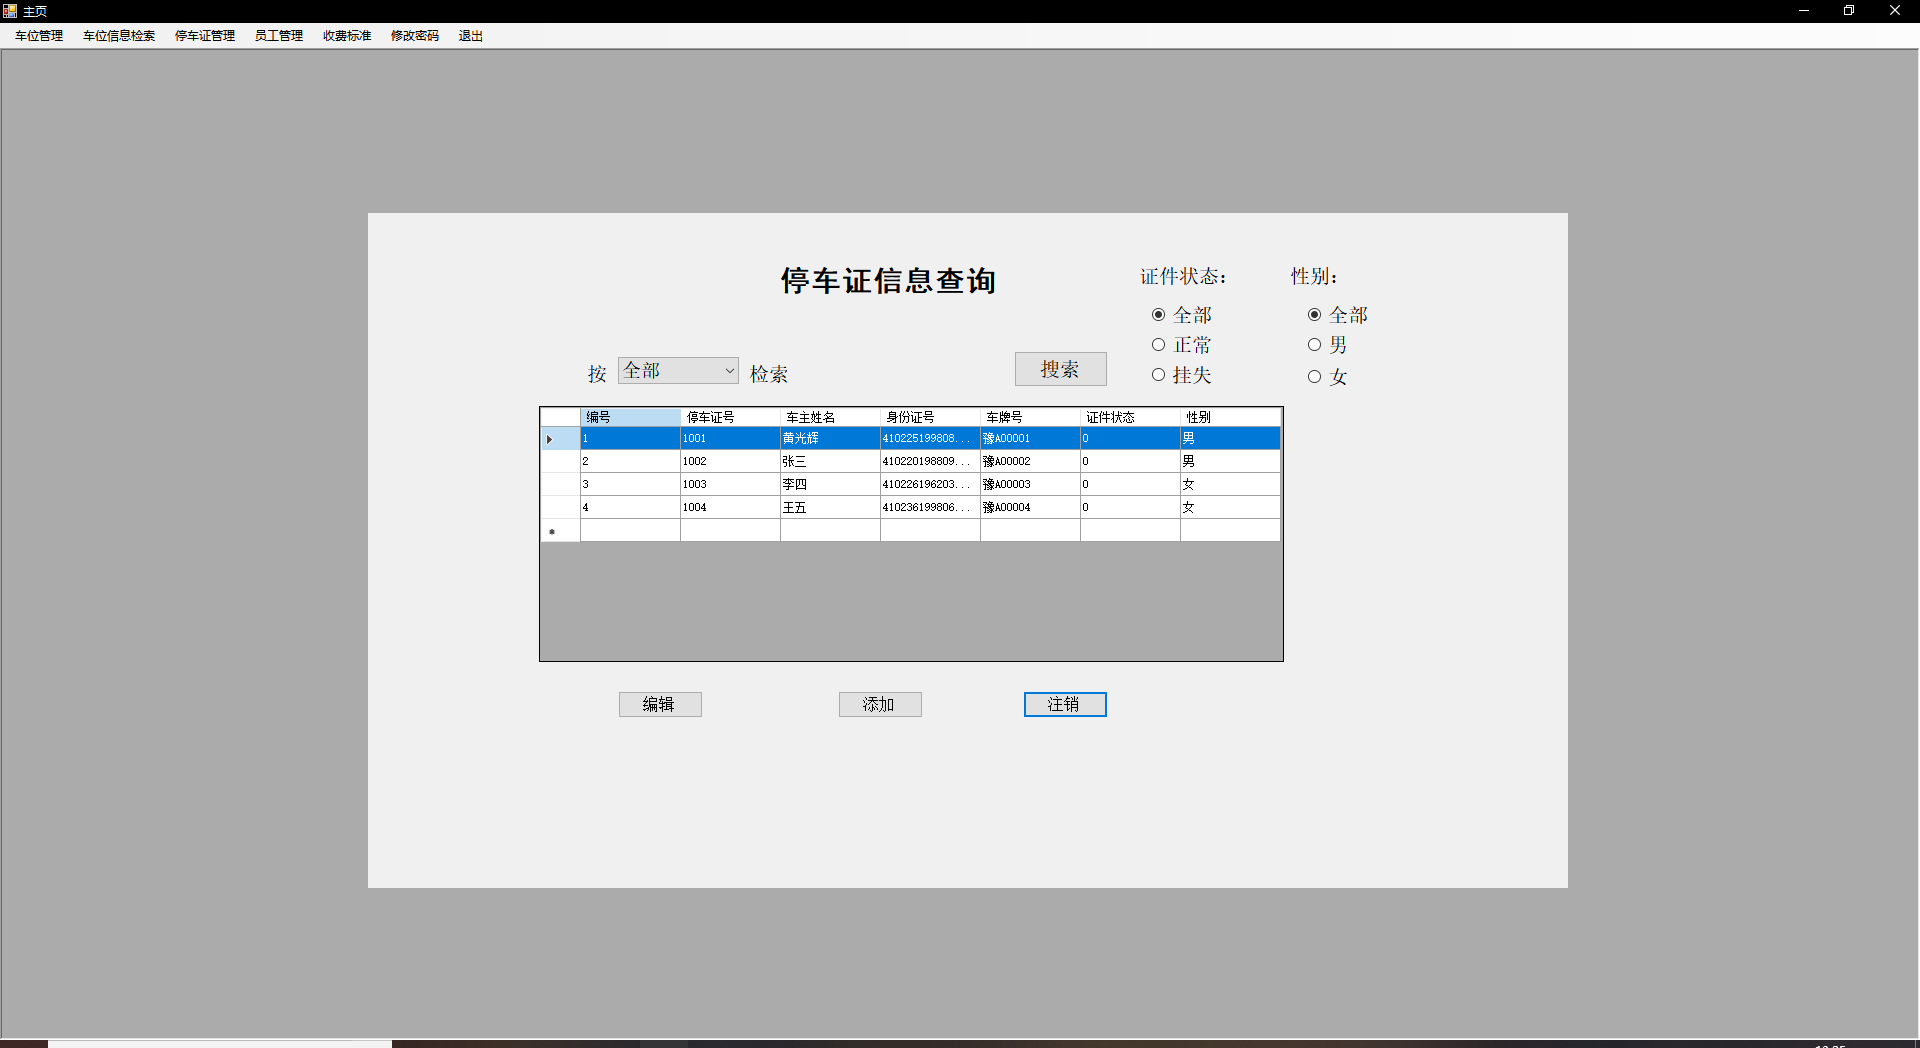 主页
车位管理 车位信息检索 停车证管理 员工管理 收费标准 修改密码 退出
停车证信息查询
证件状态： 性别：
全部 全部
正常 男
挂失 女
按 全部 检索 搜索
编号 停车证号 车主姓名 身份证号 车牌号 证件状态 性别
1 1001 黄光辉 410225199808... 豫A00001 0 男
2 1002 张三 410220198809... 豫A00002 0 男
3 1003 李四 410226196203... 豫A00003 0 女
4 1004 王五 410236199806... 豫A00004 0 女
编辑 添加 注销